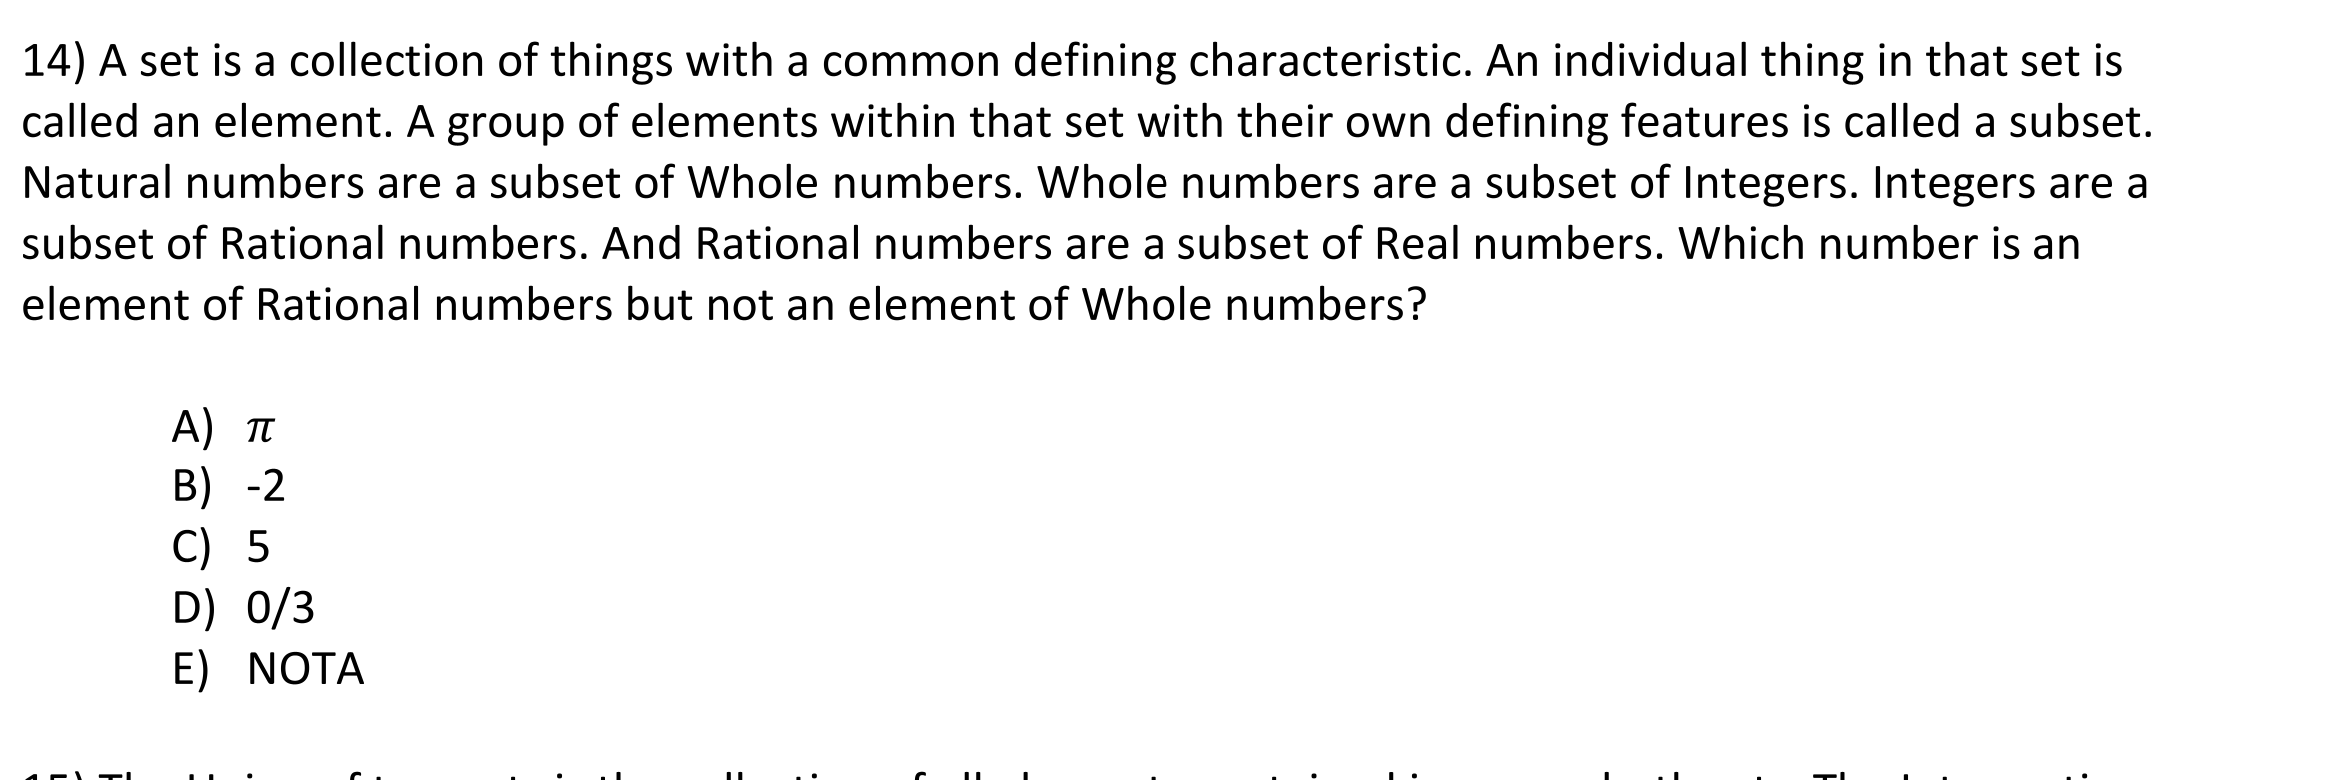 14) A set is a collection of things with a common defining characteristic. An individual thing in that set is
called an element. A group of elements within that set with their own defining features is called a subset.
Natural numbers are a subset of Whole numbers. Whole numbers are a subset of Integers. Integers are a
subset of Rational numbers. And Rational numbers are a subset of Real numbers. Which number is an
element of Rational numbers but not an element of Whole numbers?
A) π
B) -2
C) 5
D) 0/3
E) NOTA